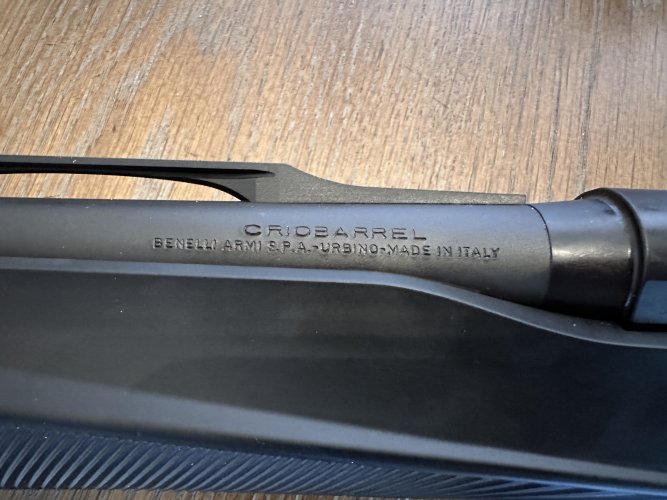 CRIOBARREL
BENELLI ARMI S.P.A.-URBINO-MADE IN ITALY